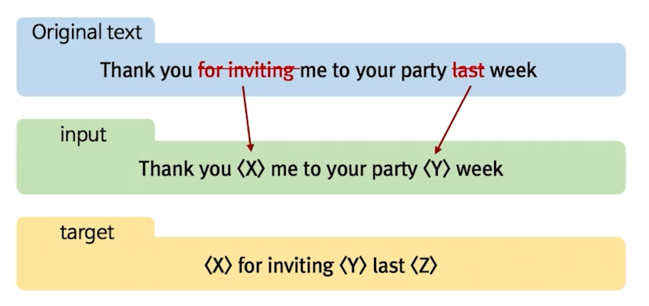 Original text
Thank you for inviting me to your party last week
input
Thank you ⟨X⟩ me to your party ⟨Y⟩ week
target
⟨X⟩ for inviting ⟨Y⟩ last ⟨Z⟩